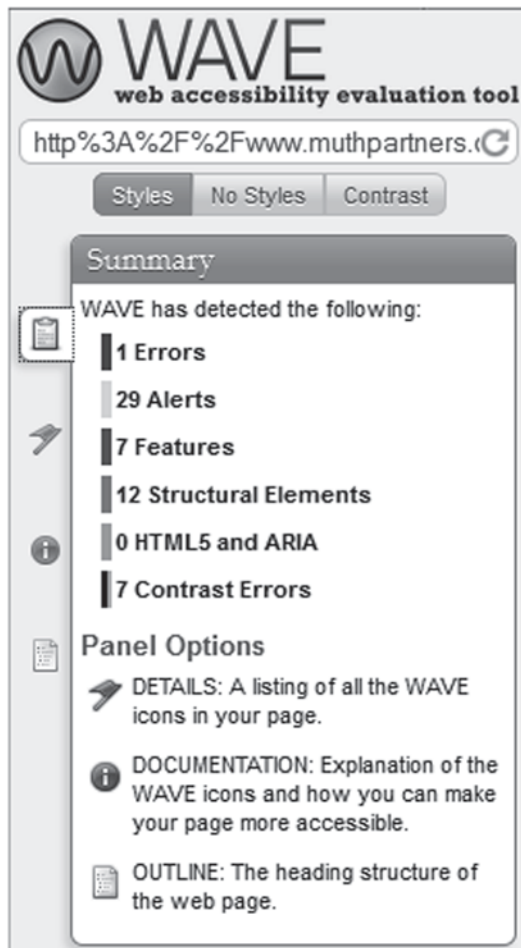 WAVE
web accessibility evaluation tool
http%3A%2F%2Fwww.muthpartners.
Styles No Styles Contrast
Summary
WAVE has detected the following:
1 Errors
29 Alerts
7 Features
12 Structural Elements
0 HTML5 and ARIA
7 Contrast Errors
Panel Options
DETAILS: A listing of all the WAVE
icons in your page.
DOCUMENTATION: Explanation of the
WAVE icons and how you can make
your page more accessible.
OUTLINE: The heading structure of
the web page.